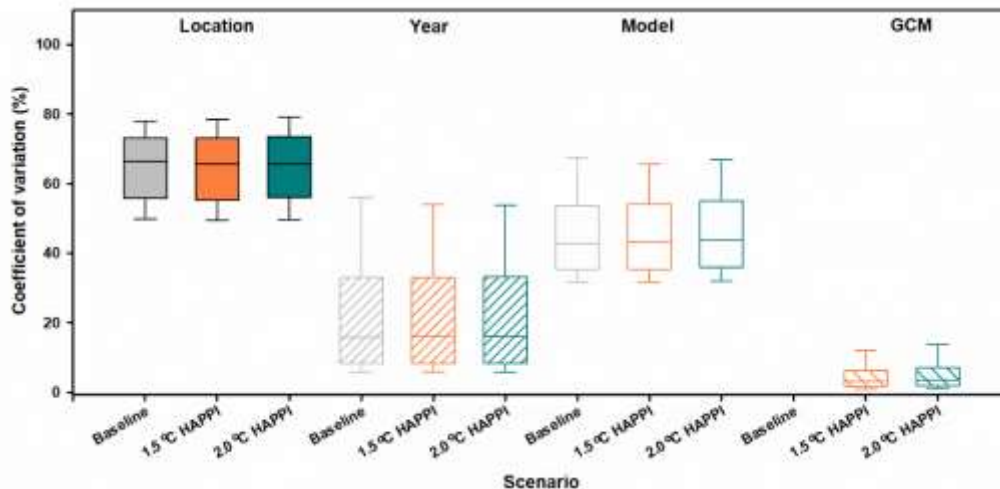 Location Year Model GCM
Coefficient of variation (%)
100
80
60
40
20
0
Baseline 1.5 ºC HAPPI 2.0 ºC HAPPI Baseline 1.5 ºC HAPPI 2.0 ºC HAPPI Baseline 1.5 ºC HAPPI 2.0 ºC HAPPI Baseline 1.5 ºC HAPPI 2.0 ºC HAPPI
Scenario